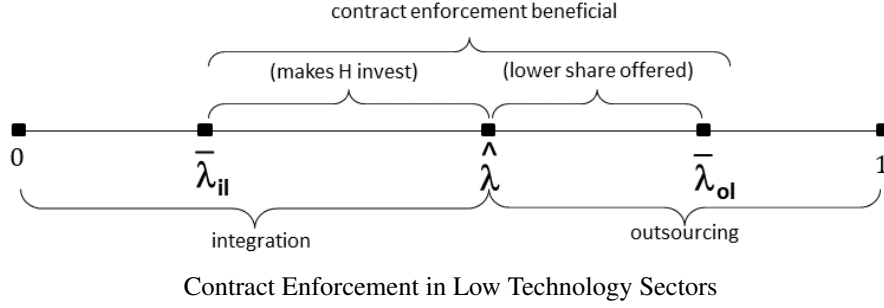 contract enforcement beneficial
(makes H invest) (lower share offered)
0 λ̅il λ̂ λ̅ol 1
integration outsourcing
Contract Enforcement in Low Technology Sectors